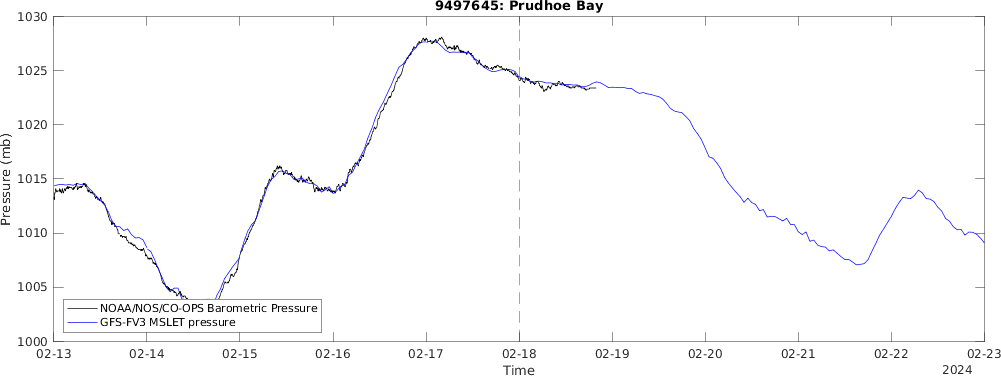 9497645: Prudhoe Bay
1030
1025
1020
1015
1010
1005
1000
Pressure (mb)
NOAA/NOS/CO-OPS Barometric Pressure
GFS-FV3 MSLET pressure
02-13 02-14 02-15 02-16 02-17 02-18 02-19 02-20 02-21 02-22 02-23
Time
2024